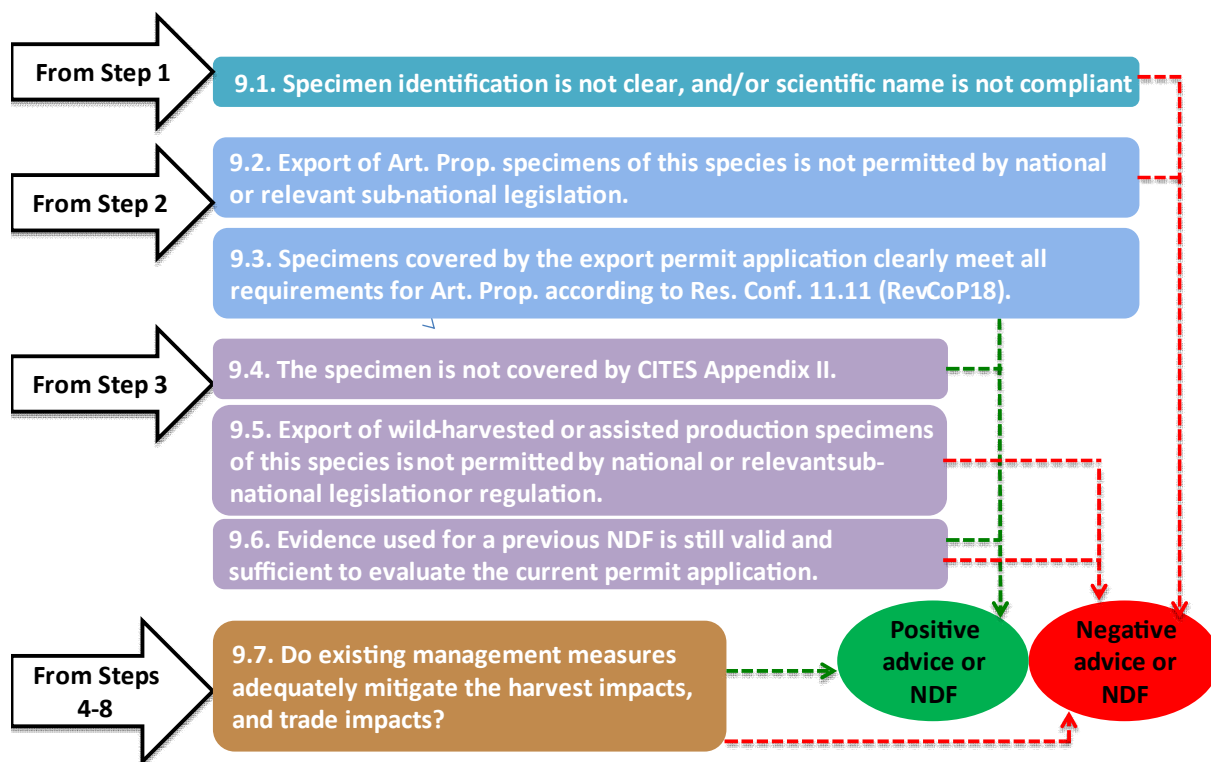 From Step 1
9.1. Specimen identification is not clear, and/or scientific name is not compliant
From Step 2
9.2. Export of Art. Prop. specimens of this species is not permitted by national
or relevant sub-national legislation.
9.3. Specimens covered by the export permit application clearly meet all
requirements for Art. Prop. according to Res. Conf. 11.11 (RevCoP18).
From Step 3
9.4. The specimen is not covered by CITES Appendix II.
9.5. Export of wild-harvested or assisted production specimens
of this species is not permitted by national or relevant sub-
national legislation or regulation.
9.6. Evidence used for a previous NDF is still valid and
sufficient to evaluate the current permit application.
From Steps
4-8
9.7. Do existing management measures
adequately mitigate the harvest impacts,
and trade impacts?
Positive
advice or
NDF
Negative
advice or
NDF